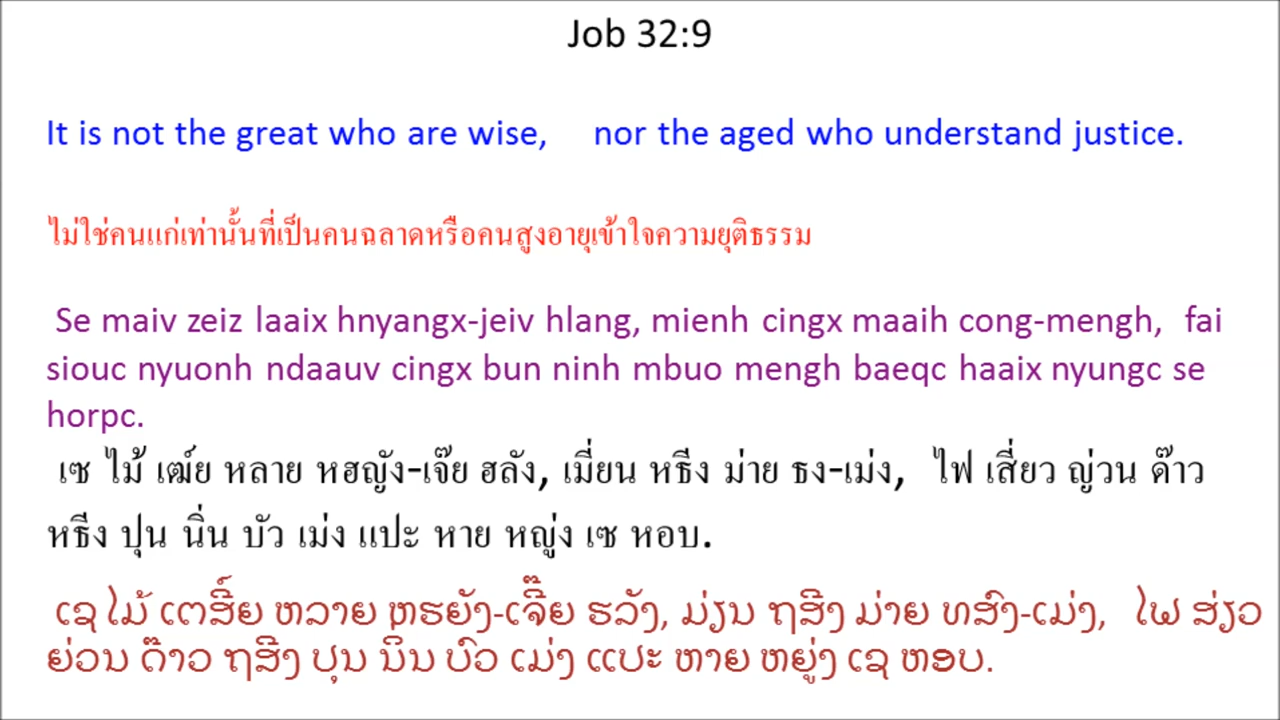 Job 32:9
It is not the great who are wise, nor the aged who understand justice.
ไม่ใช่คนแก่เท่านั้นที่เป็นคนฉลาดหรือคนสูงอายุเข้าใจความยุติธรรม
Se maiv zeiz laaix hnyangx-jeiv hlang, mienh cingx maaih cong-mengh, fai
siouc nyuonh ndaauv cingx bun ninh mbuo mengh baeqc haaix nyungc se
horpc.
เซ ไม้ เฒ์ย หลาย หฮญัง-เจ๊ย ฮลัง, เมี่ยน หธีง ม่าย ธง-เม่ง, ไฟ เสี่ยว ญ่วน ด๊าว
หธีง ปุน นิ่น บัว เม่ง แปะ หาย หญู่ง เซ หอบ.
ເຊ ໄມ້ ເຕສີ໌ຍ ຫລາຍ ຫຮຍັງ-ເຈີ໊ຍ ຮລັງ, ມ່ຽນ ຖສີງ ມ່າຍ ທສົງ-ເມ່ງ, ໄຟ ສ່ຽວ
ຍ່ວນ ດ໊າວ ຖສີງ ປຸນ ນິ່ນ ບົວ ເມ່ງ ແປະ ຫາຍ ຫຍູ່ງ ເຊ ຫອບ.